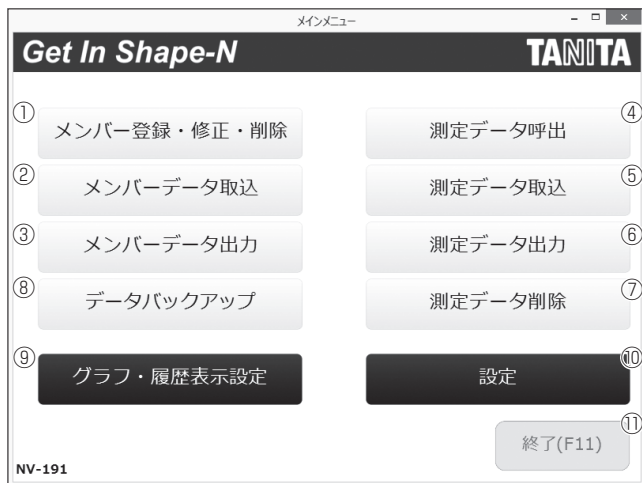 メインメニュー
Get In Shape-N
TANITA
① メンバー登録・修正・削除
④ 測定データ呼出
② メンバーデータ取込
⑤ 測定データ取込
③ メンバーデータ出力
⑥ 測定データ出力
⑧ データバックアップ
⑦ 測定データ削除
⑨ グラフ・履歴表示設定
⑩ 設定
⑪ 終了(F11)
NV-191